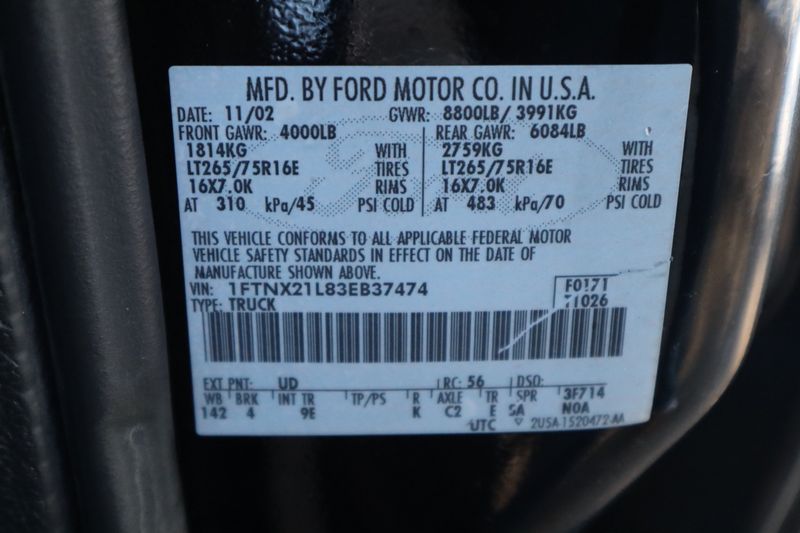 MFD. BY FORD MOTOR CO. IN U.S.A.
DATE: 11/02 GVWR: 8800LB/ 3991KG
FRONT GAWR: 4000LB REAR GAWR: 6084LB
1814KG WITH 2759KG WITH
LT265/75R16E TIRES LT265/75R16E TIRES
16X7.0K RIMS 16X7.0K RIMS
AT 310 kPa/45 PSI COLD AT 483 kPa/70 PSI COLD
THIS VEHICLE CONFORMS TO ALL APPLICABLE FEDERAL MOTOR
VEHICLE SAFETY STANDARDS IN EFFECT ON THE DATE OF
MANUFACTURE SHOWN ABOVE.
VIN: 1FTNX21L83EB37474 F0171
TYPE: TRUCK T1026
EXT PNT: UD RC: 56 DSO:
WB BRK INT TR TP/PS R AXLE TR SPR 3F714
142 4 9E K C2 E 5A N0A
UTC ▽ 2U5A-1520472-AA